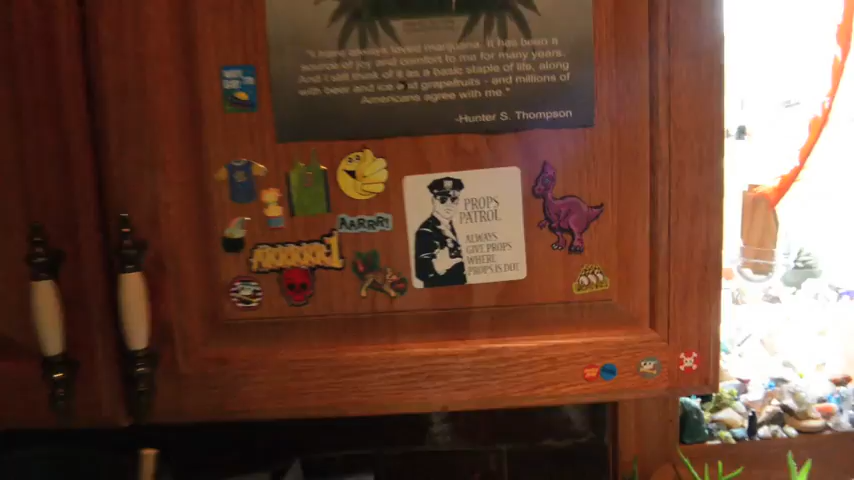 "I have always loved marijuana. It has been a
source of joy and comfort to me for many years.
And I still think of it as a basic staple of life, along
with beer and ice and grapefruits - and millions of
Americans agree with me."
-Hunter S. Thompson
AARRR!
PROPS
PATROL
ALWAYS
GIVE PROPS
WHERE
PROPS IS DUE